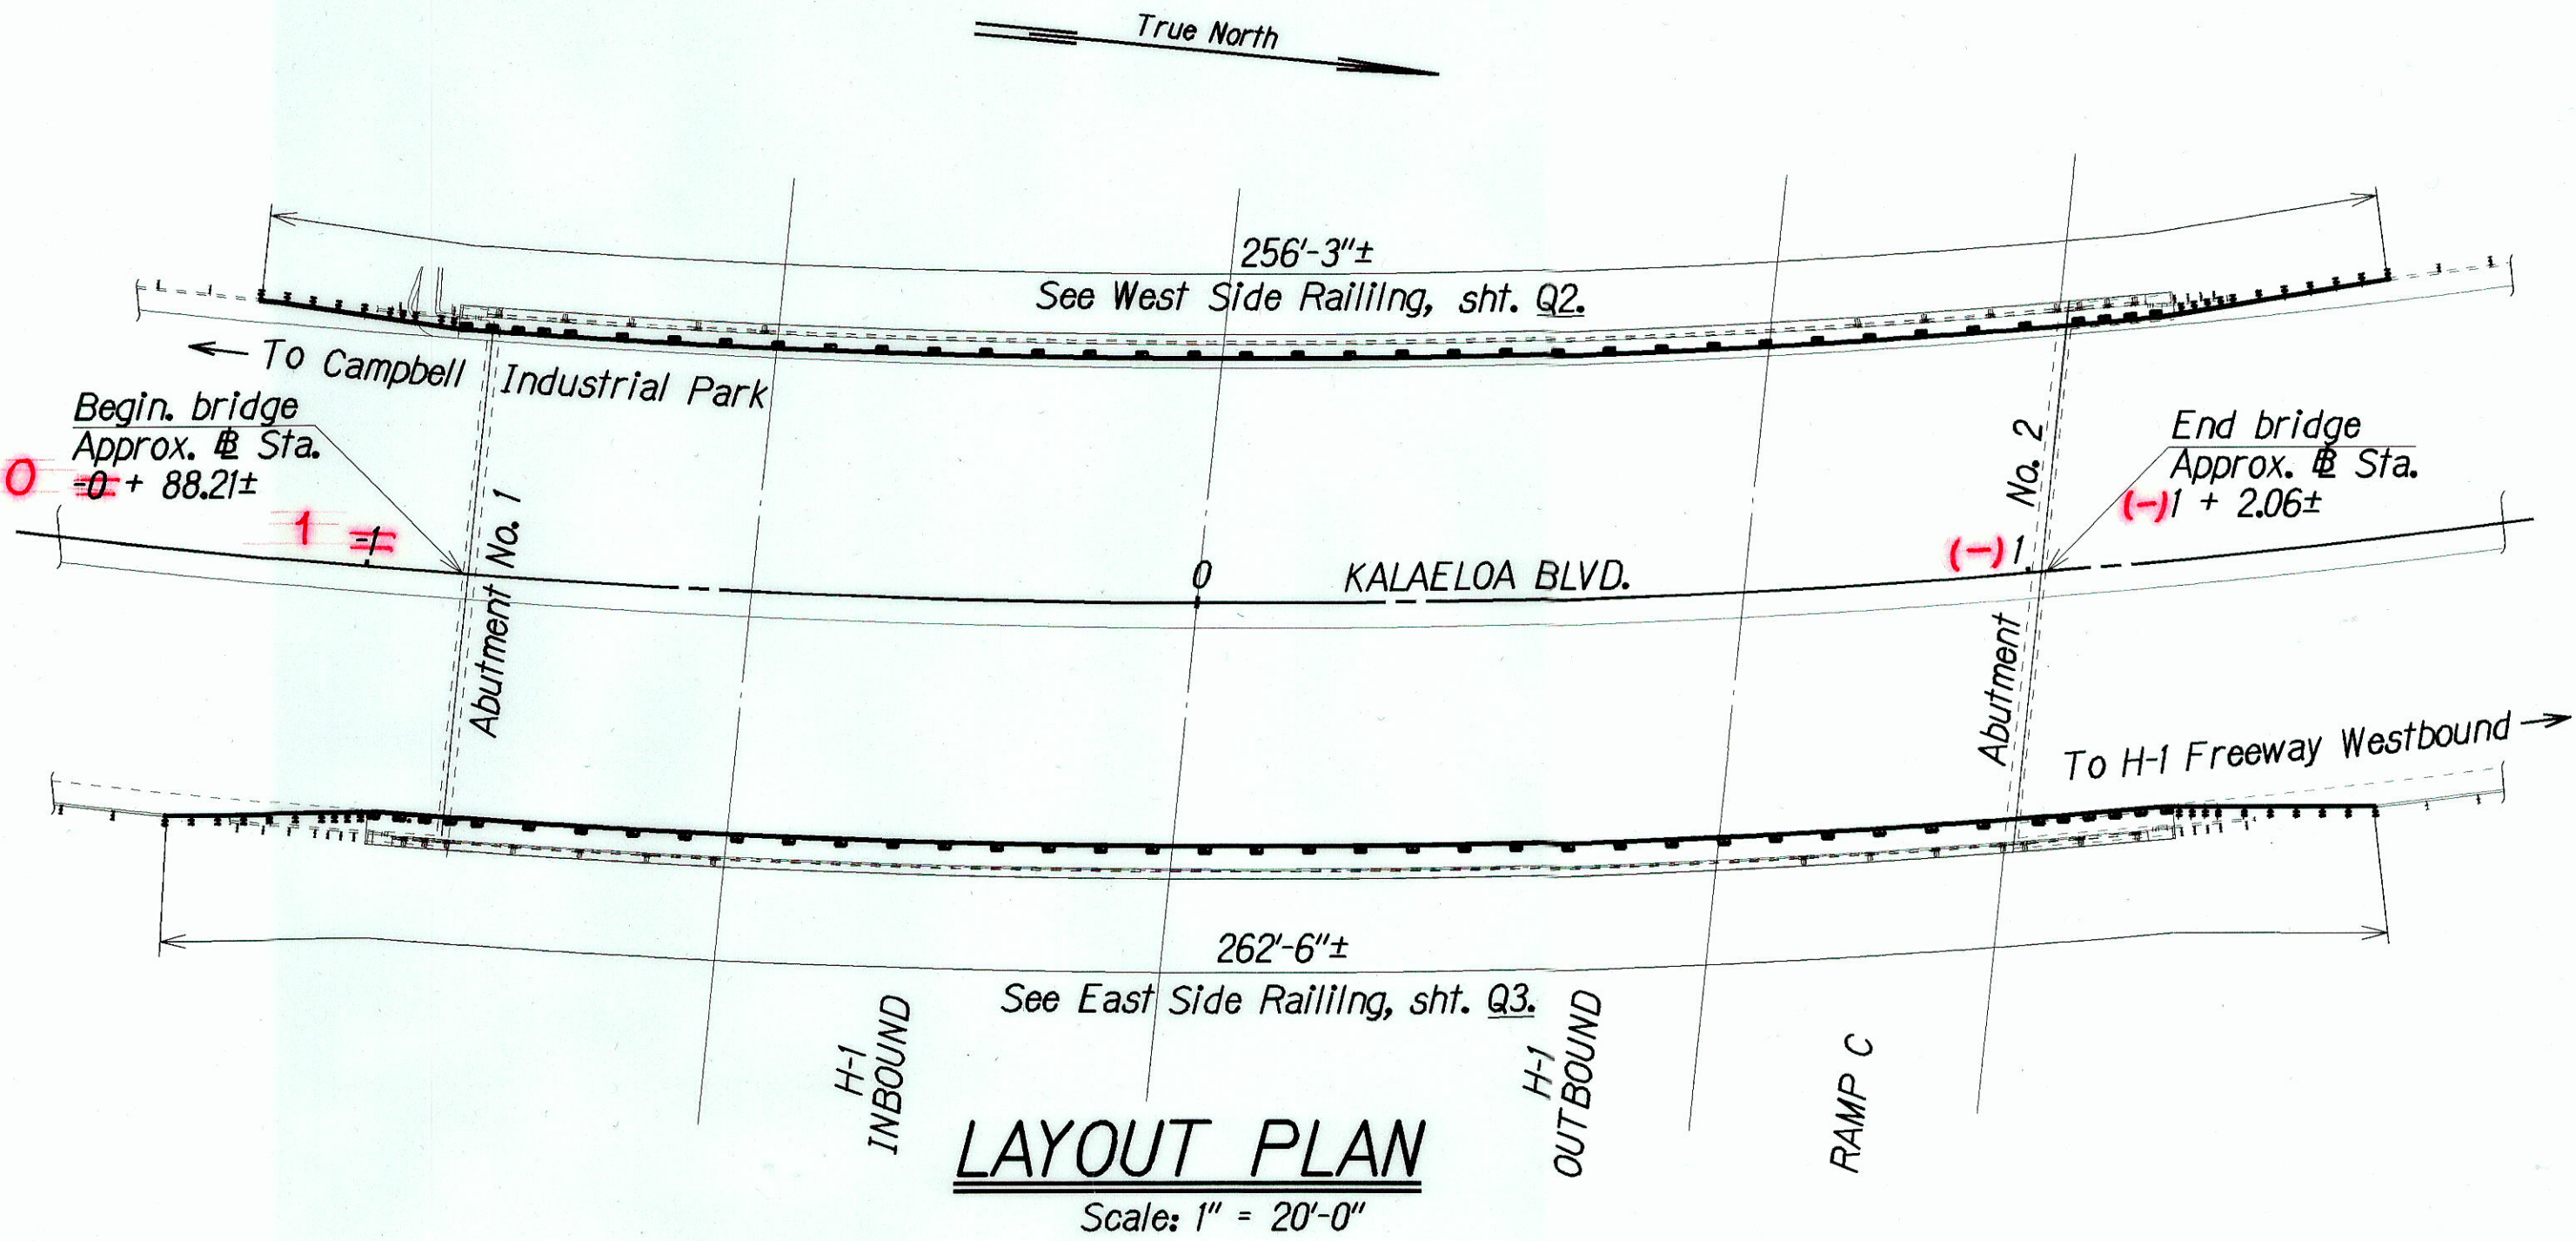 True North
256'-3"±
See West Side Raililng, sht. Q2.
← To Campbell Industrial Park
Begin. bridge
Approx. ℄ Sta.
0 -0 + 88.21±
1 -1
Abutment No. 1
0
KALAELOA BLVD.
End bridge
Approx. ℄ Sta.
(-)1 + 2.06±
(-)1
Abutment No. 2
To H-1 Freeway Westbound →
262'-6"±
See East Side Raililng, sht. Q3.
H-1
INBOUND
H-1
OUTBOUND
RAMP C
LAYOUT PLAN
Scale: 1" = 20'-0"